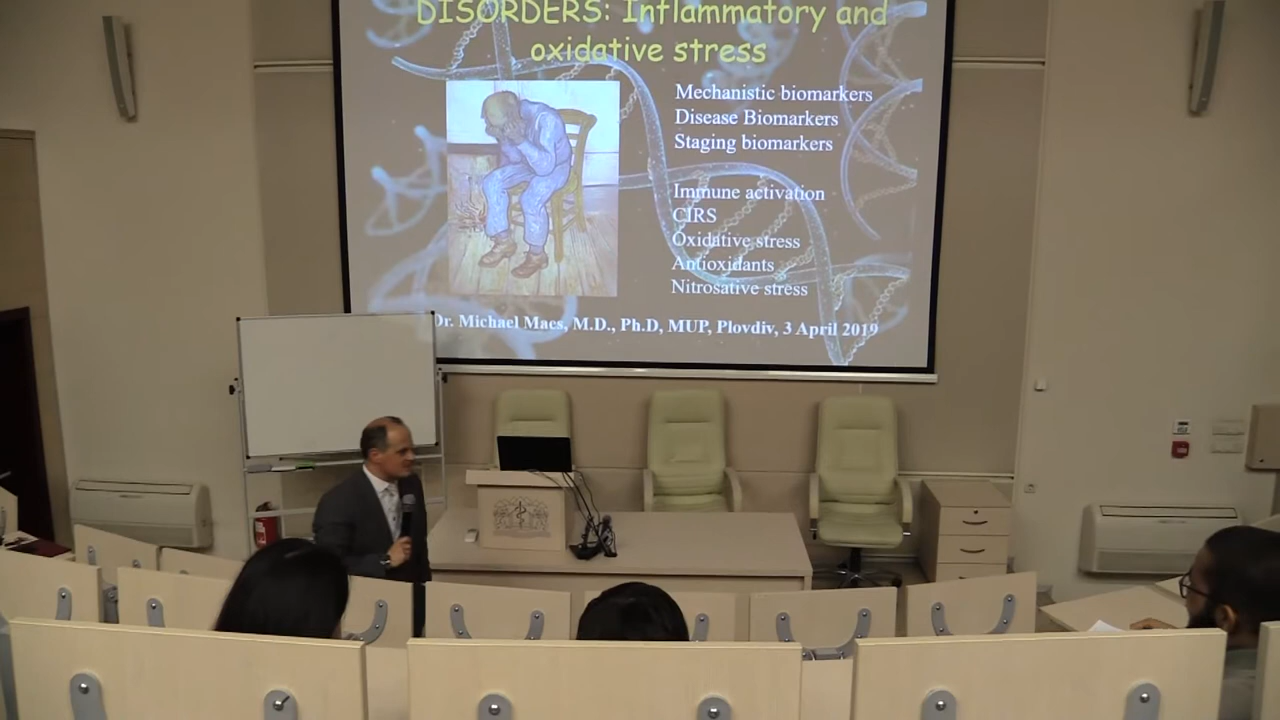 DISORDERS: Inflammatory and
oxidative stress
Mechanistic biomarkers
Disease Biomarkers
Staging biomarkers
Immune activation
CIRS
Oxidative stress
Antioxidants
Nitrosative stress
Dr. Michael Maes, M.D., Ph.D, MUP, Plovdiv, 3 April 2019